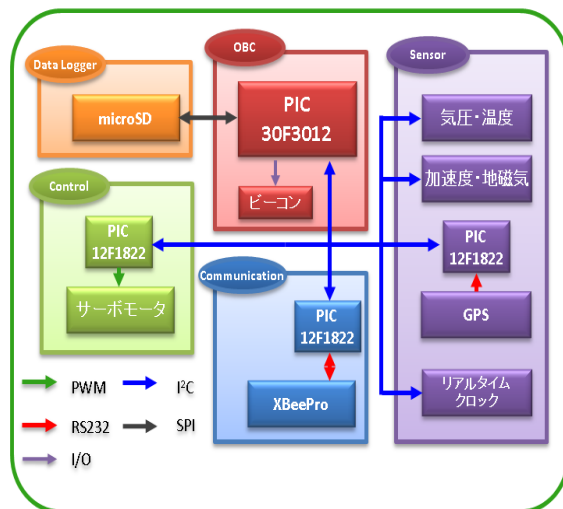 OBC
Sensor
Data Logger
microSD
PIC
30F3012
ビーコン
気圧・温度
加速度・地磁気
PIC
12F1822
GPS
リアルタイム
クロック
Control
PIC
12F1822
サーボモータ
Communication
PIC
12F1822
XBeePro
PWM
I²C
RS232
SPI
I/O